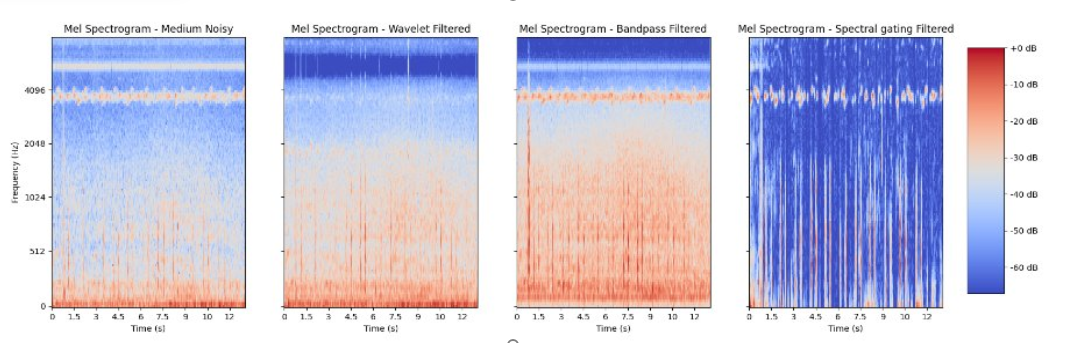 Mel Spectrogram - Medium Noisy
Mel Spectrogram - Wavelet Filtered
Mel Spectrogram - Bandpass Filtered
Mel Spectrogram - Spectral gating Filtered
Frequency (Hz)
4096
2048
1024
512
0
0 1.5 3 4.5 6 7.5 9 10 12
Time (s)
0 1.5 3 4.5 6 7.5 9 10 12
Time (s)
0 1.5 3 4.5 6 7.5 9 10 12
Time (s)
0 1.5 3 4.5 6 7.5 9 10 12
Time (s)
+0 dB
-10 dB
-20 dB
-30 dB
-40 dB
-50 dB
-60 dB